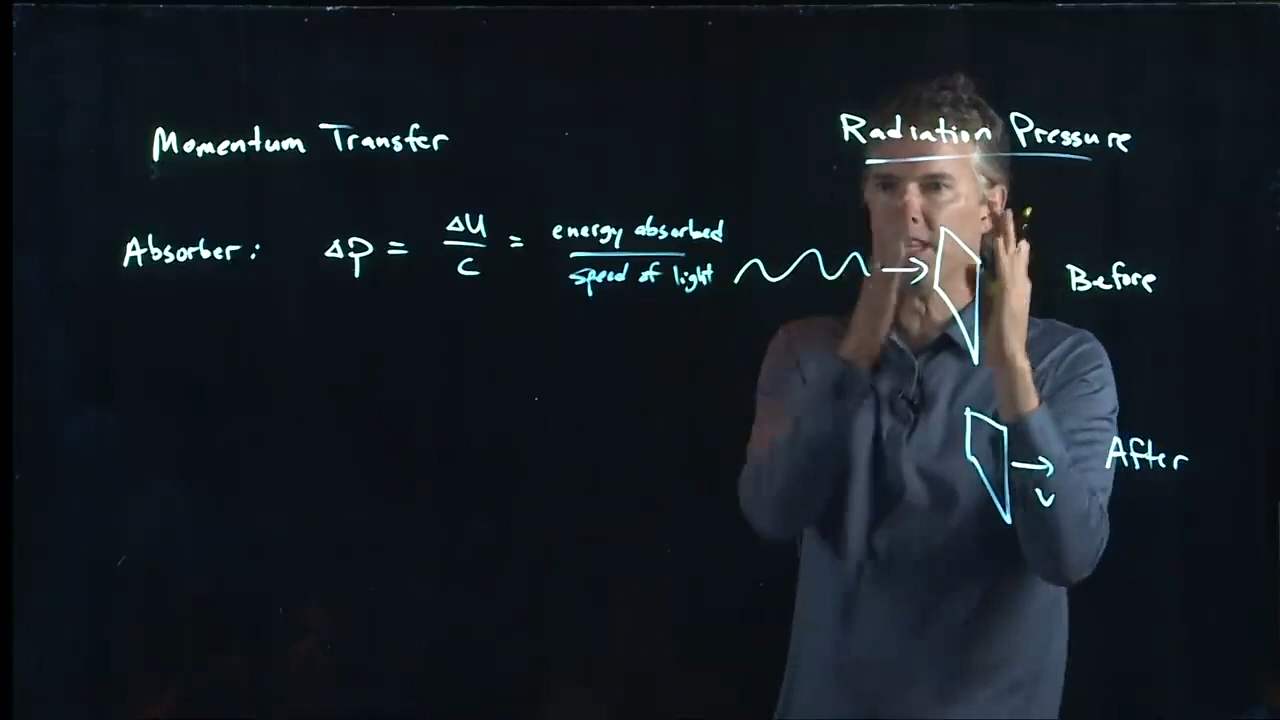 Momentum Transfer
Radiation Pressure
Absorber: Δp = ΔU/c = energy absorbed/speed of light
Before
After
v